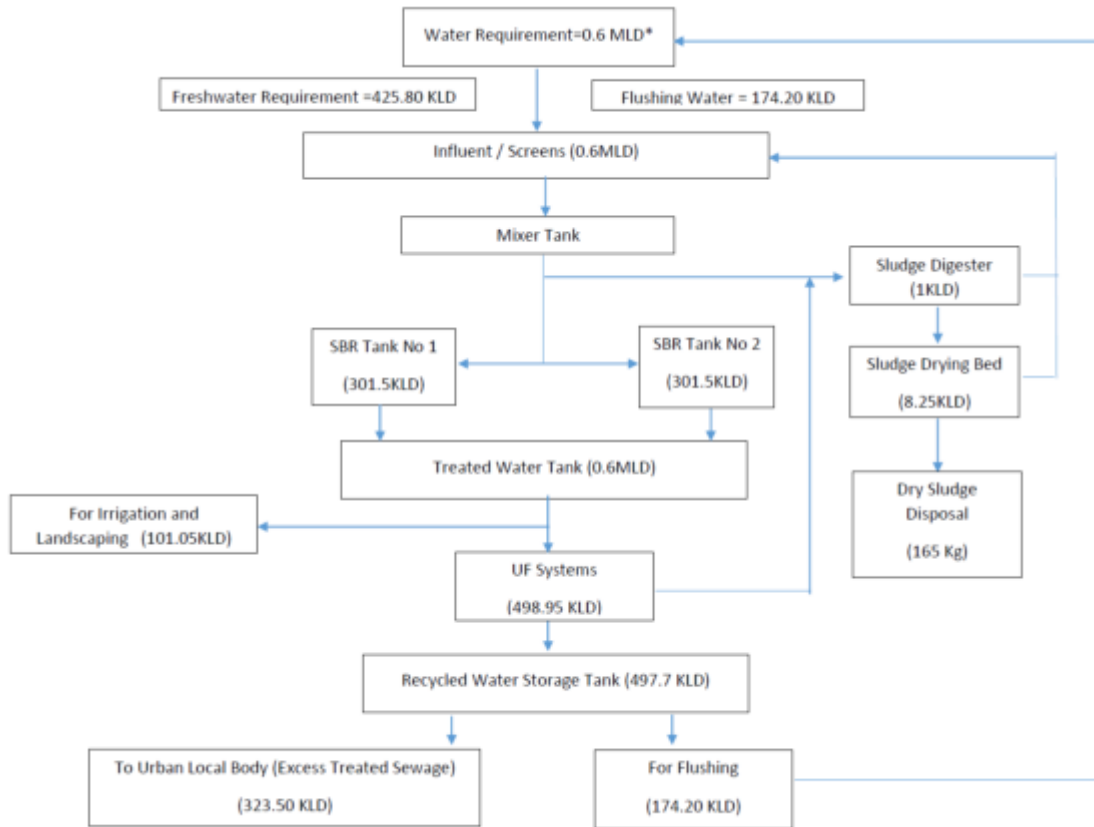 Water Requirement=0.6 MLD*
Freshwater Requirement =425.80 KLD
Flushing Water = 174.20 KLD
Influent / Screens (0.6MLD)
Mixer Tank
Sludge Digester
(1KLD)
SBR Tank No 1
(301.5KLD)
SBR Tank No 2
(301.5KLD)
Sludge Drying Bed
(8.25KLD)
Treated Water Tank (0.6MLD)
Dry Sludge
Disposal
(165 Kg)
For Irrigation and
Landscaping (101.05KLD)
UF Systems
(498.95 KLD)
Recycled Water Storage Tank (497.7 KLD)
To Urban Local Body (Excess Treated Sewage)
(323.50 KLD)
For Flushing
(174.20 KLD)